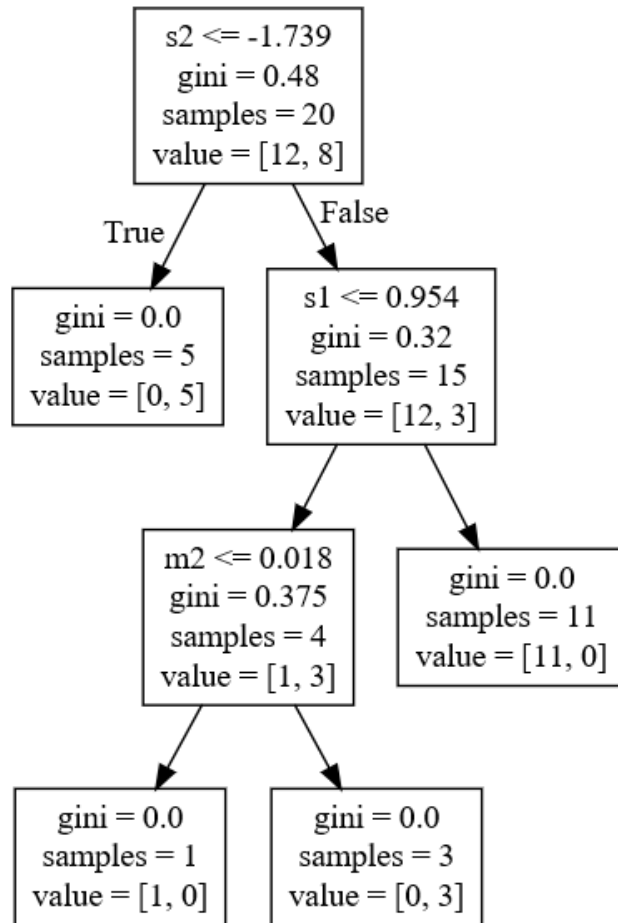 s2 <= -1.739
gini = 0.48
samples = 20
value = [12, 8]
True
False
gini = 0.0
samples = 5
value = [0, 5]
s1 <= 0.954
gini = 0.32
samples = 15
value = [12, 3]
m2 <= 0.018
gini = 0.375
samples = 4
value = [1, 3]
gini = 0.0
samples = 11
value = [11, 0]
gini = 0.0
samples = 1
value = [1, 0]
gini = 0.0
samples = 3
value = [0, 3]